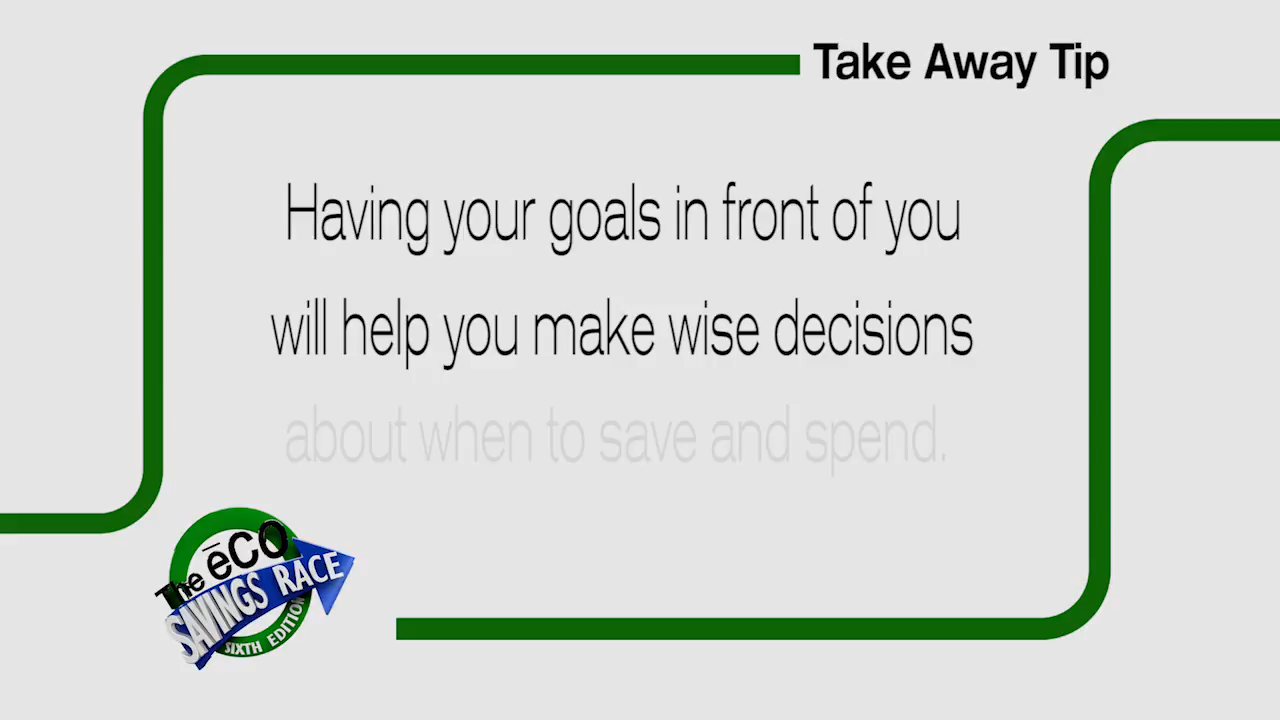 Take Away Tip
Having your goals in front of you
will help you make wise decisions
about when to save and spend.
The ēCO
SAVINGS RACE
SIXTH EDITION